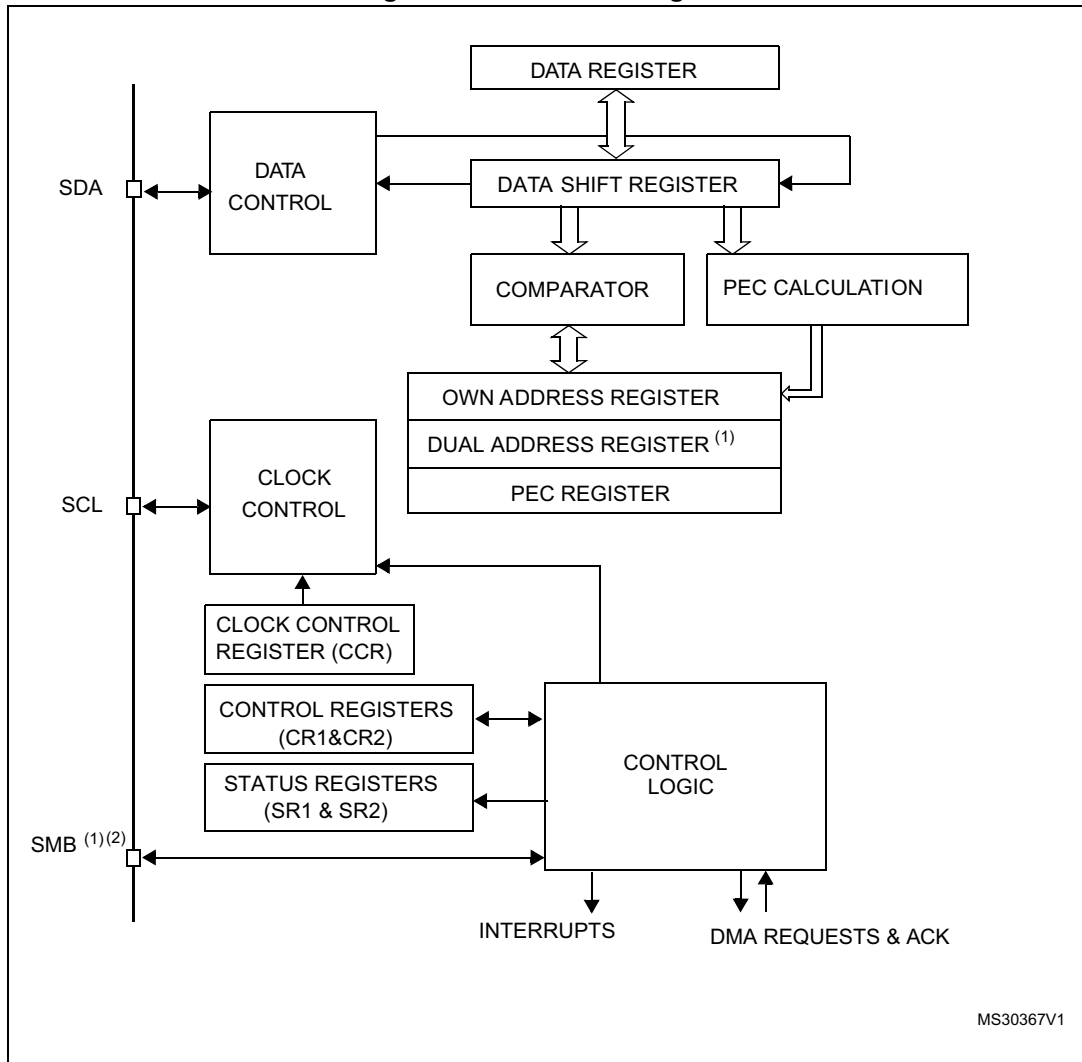 DATA REGISTER
DATA
CONTROL
SDA
DATA SHIFT REGISTER
COMPARATOR
PEC CALCULATION
OWN ADDRESS REGISTER
DUAL ADDRESS REGISTER (1)
PEC REGISTER
CLOCK
CONTROL
SCL
CLOCK CONTROL
REGISTER (CCR)
CONTROL REGISTERS
(CR1&CR2)
CONTROL
LOGIC
STATUS REGISTERS
(SR1 & SR2)
SMB (1)(2)
INTERRUPTS
DMA REQUESTS & ACK
MS30367V1